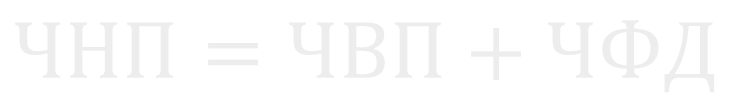 ЧНП = ЧВП + ЧФД